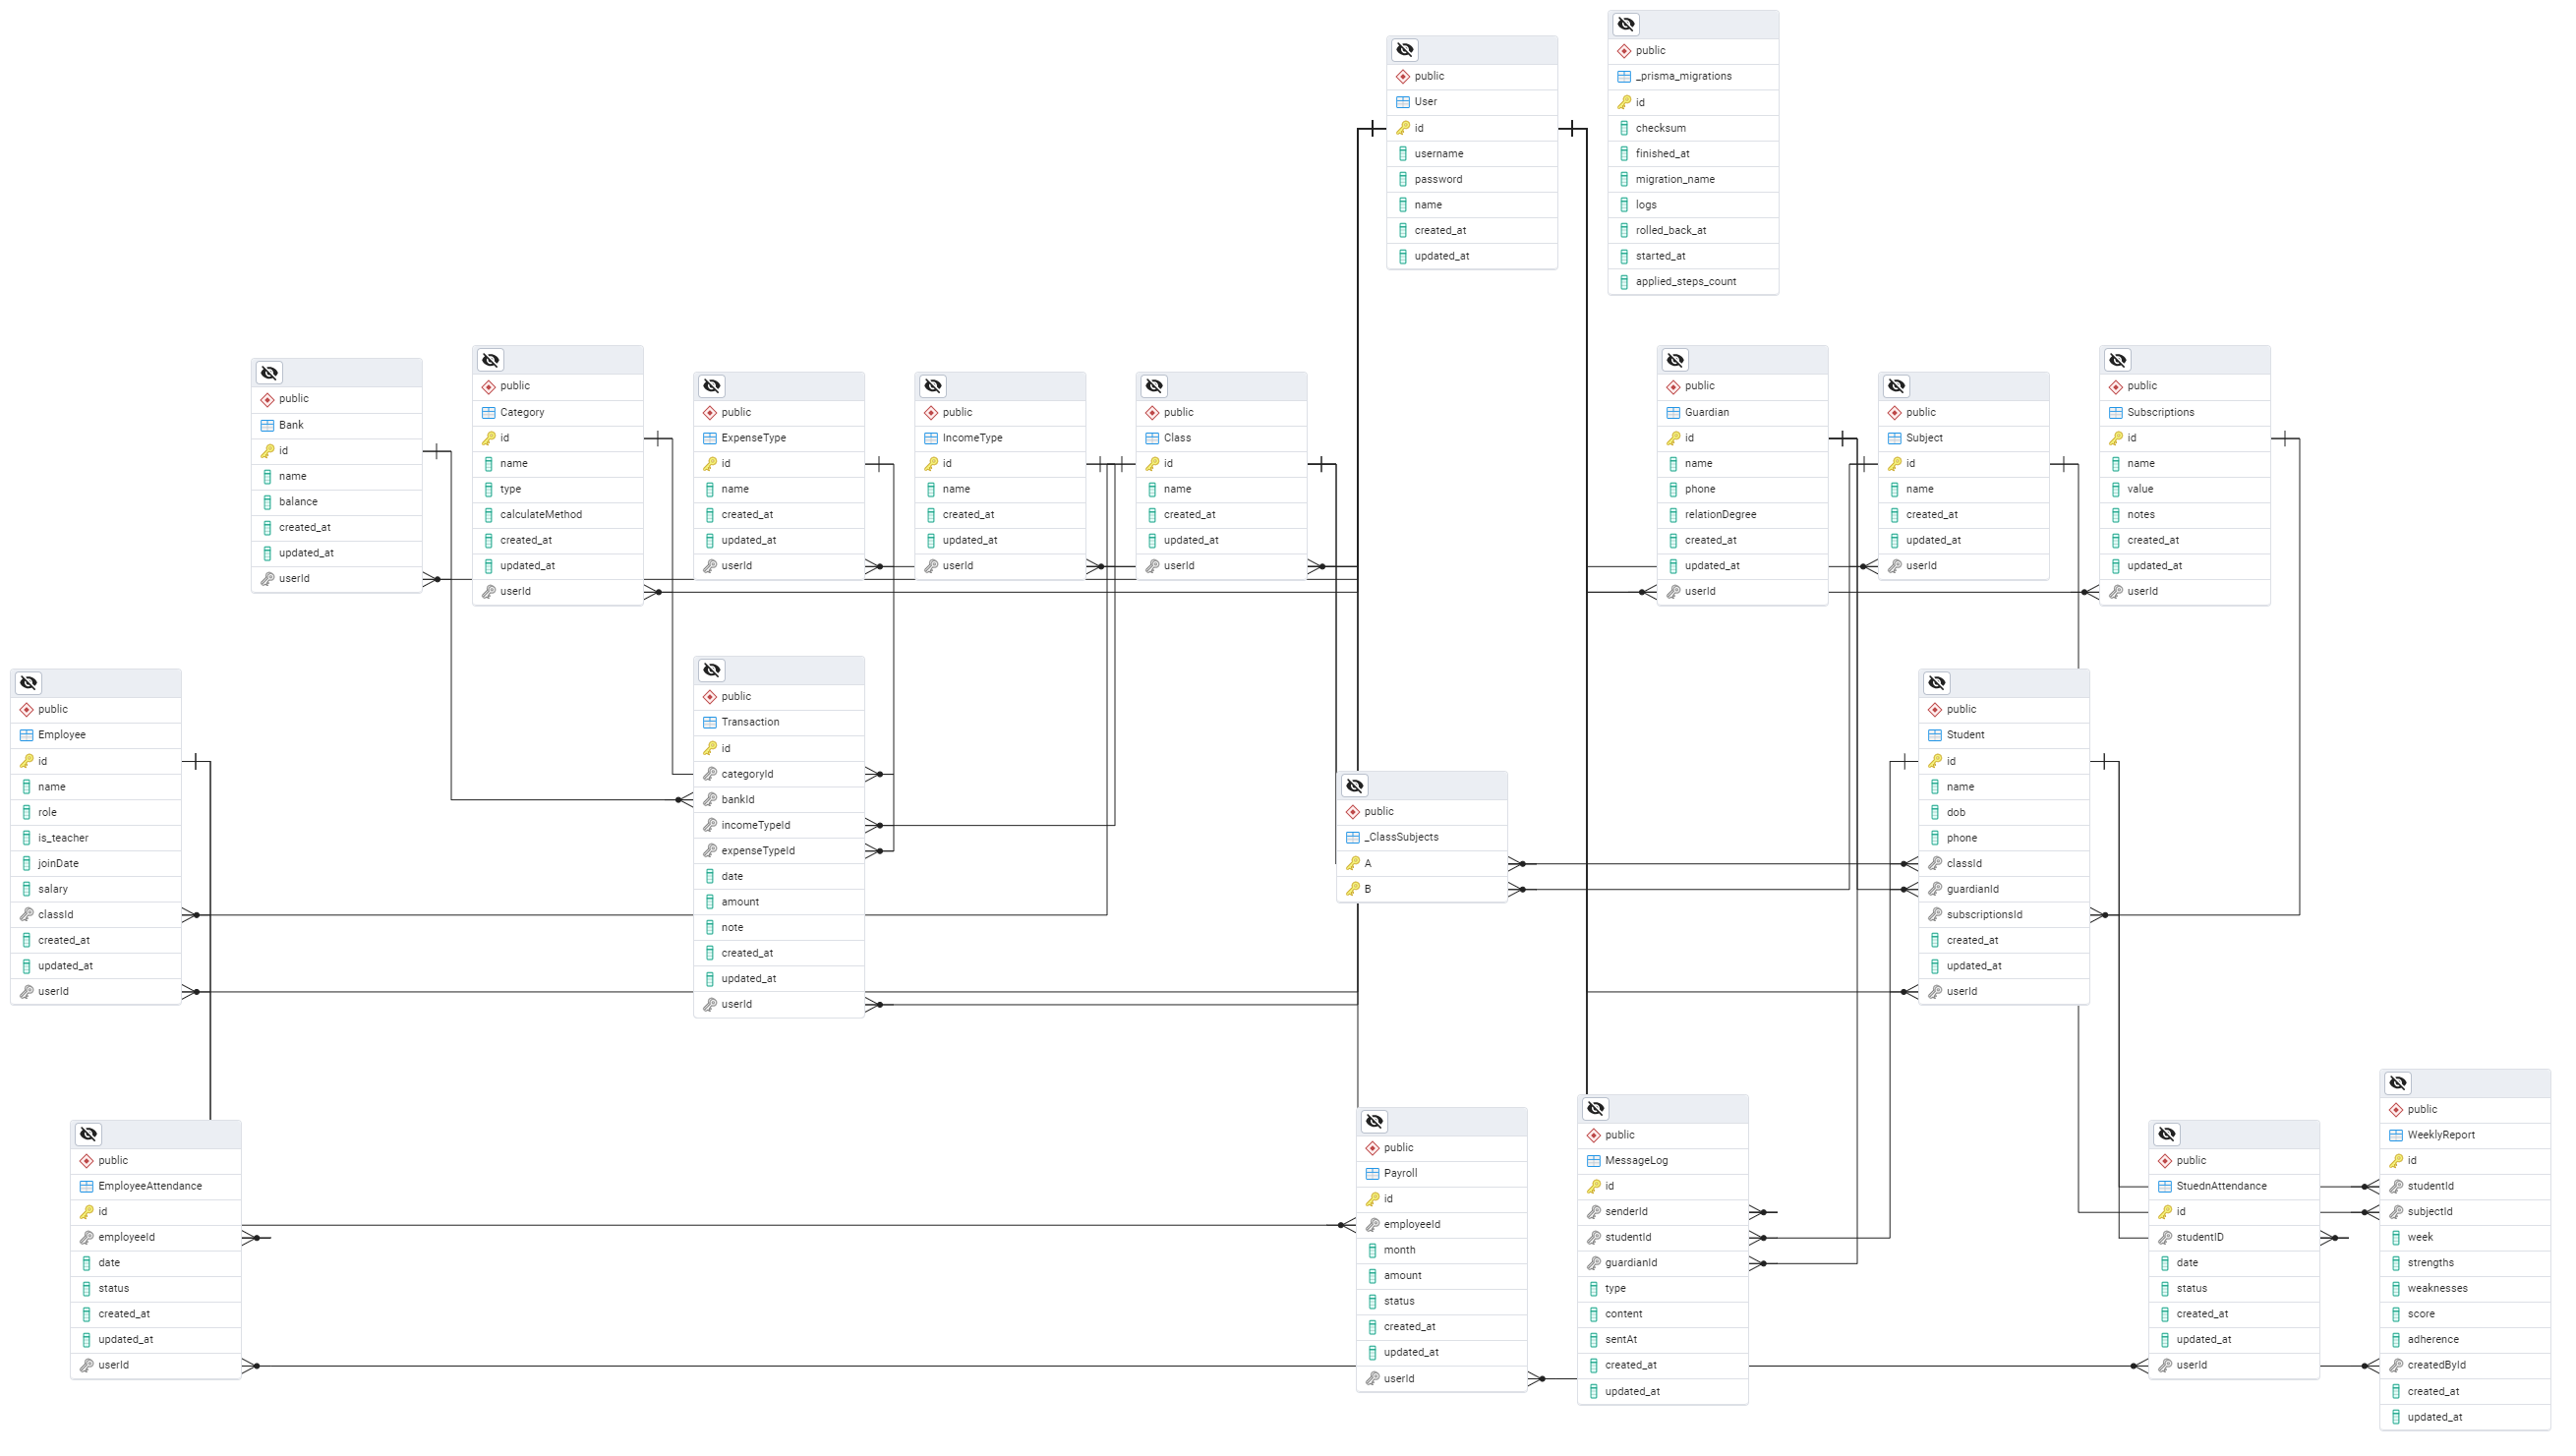 public
_prisma_migrations
id
checksum
finished_at
migration_name
logs
rolled_back_at
started_at
applied_steps_count
public
User
id
username
password
name
created_at
updated_at
public
Bank
id
name
balance
created_at
updated_at
userId
public
Category
id
name
type
calculateMethod
created_at
updated_at
userId
public
ExpenseType
id
name
created_at
updated_at
userId
public
IncomeType
id
name
created_at
updated_at
userId
public
Class
id
name
created_at
updated_at
userId
public
Guardian
id
name
phone
relationDegree
created_at
updated_at
userId
public
Subject
id
name
created_at
updated_at
userId
public
Subscriptions
id
name
value
notes
created_at
updated_at
userId
public
Employee
id
name
role
is_teacher
joinDate
salary
classId
created_at
updated_at
userId
public
Transaction
id
categoryId
bankId
incomeTypeId
expenseTypeId
date
amount
note
created_at
updated_at
userId
public
_ClassSubjects
A
B
public
Student
id
name
dob
phone
classId
guardianId
subscriptionsId
created_at
updated_at
userId
public
EmployeeAttendance
id
employeeId
date
status
created_at
updated_at
userId
public
Payroll
id
employeeId
month
amount
status
created_at
updated_at
userId
public
MessageLog
id
senderId
studentId
guardianId
type
content
sentAt
created_at
updated_at
public
StuednAttendance
id
studentID
date
status
created_at
updated_at
userId
public
WeeklyReport
id
studentId
subjectId
week
strengths
weaknesses
score
adherence
createdById
created_at
updated_at